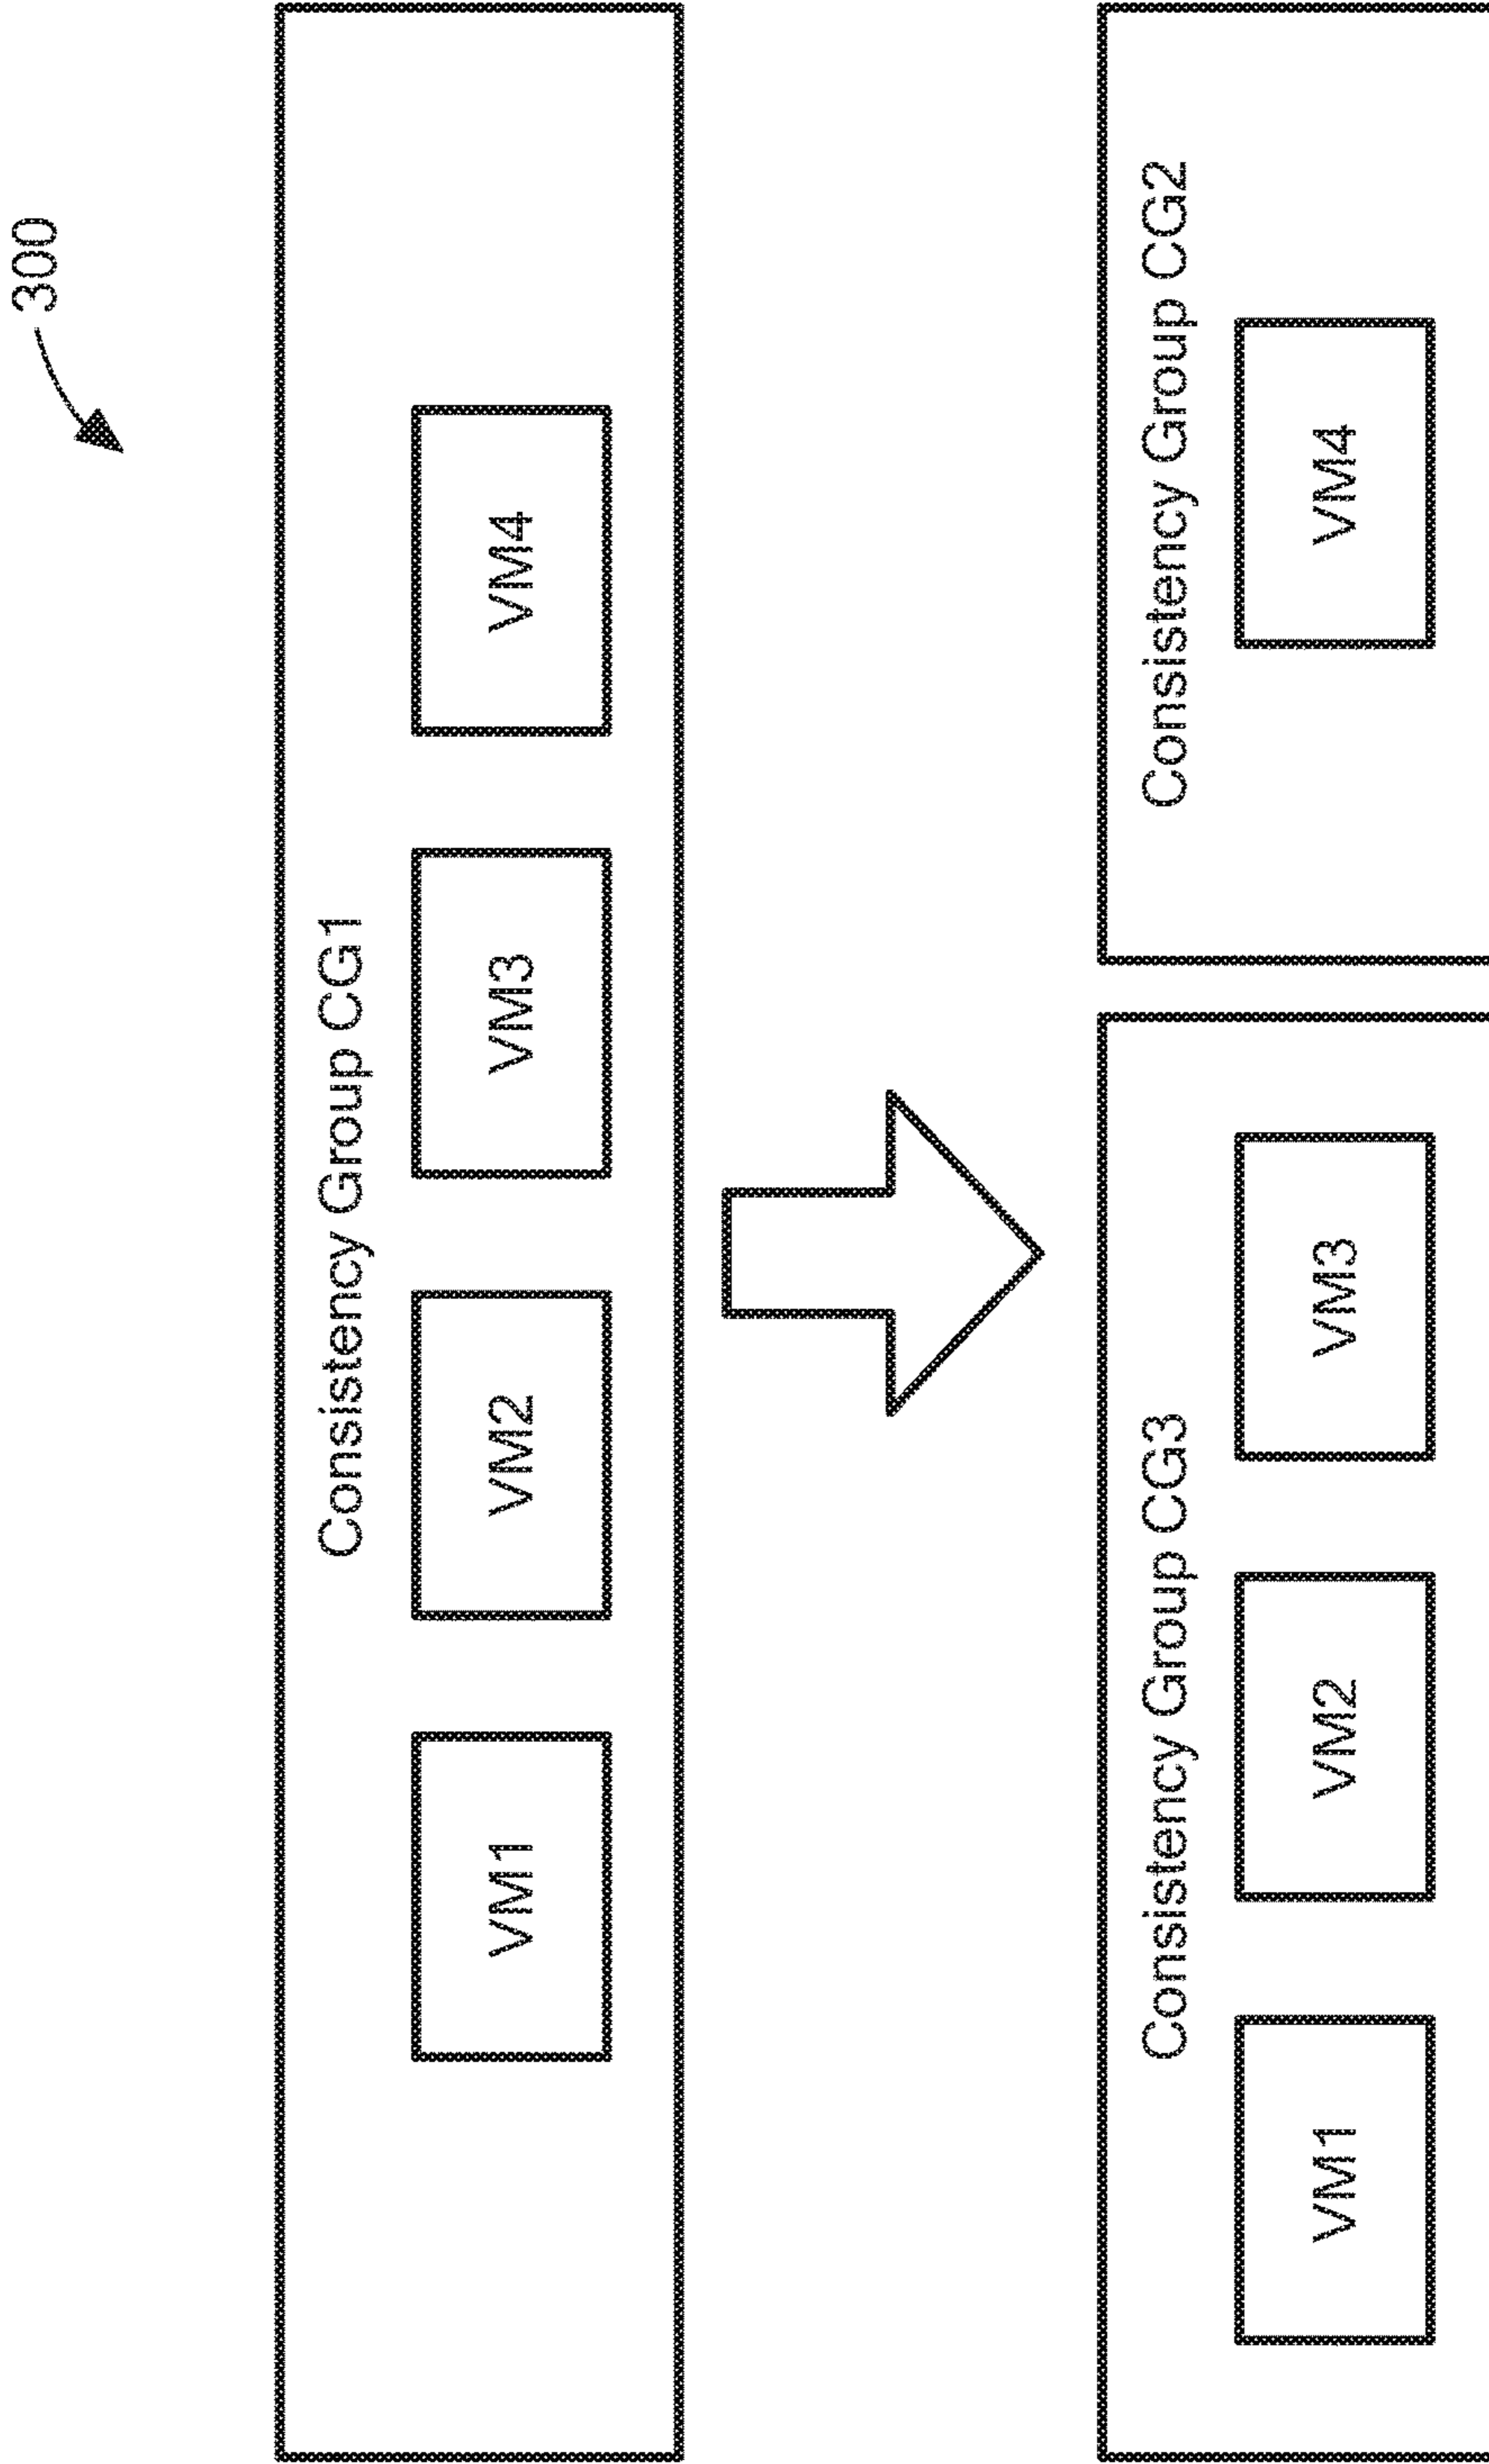 300
Consistency Group CG1
VM1
VM2
VM3
VM4
Consistency Group CG3
VM1
VM2
VM3
Consistency Group CG2
VM4